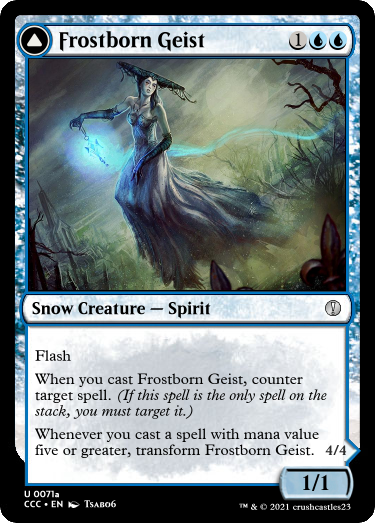 Frostborn Geist 1
Snow Creature — Spirit
Flash
When you cast Frostborn Geist, counter
target spell. (If this spell is the only spell on the
stack, you must target it.)
Whenever you cast a spell with mana value
five or greater, transform Frostborn Geist. 4/4
1/1
U 0071a
CCC • EN TSABO6
™ & © 2021 crushcastles23